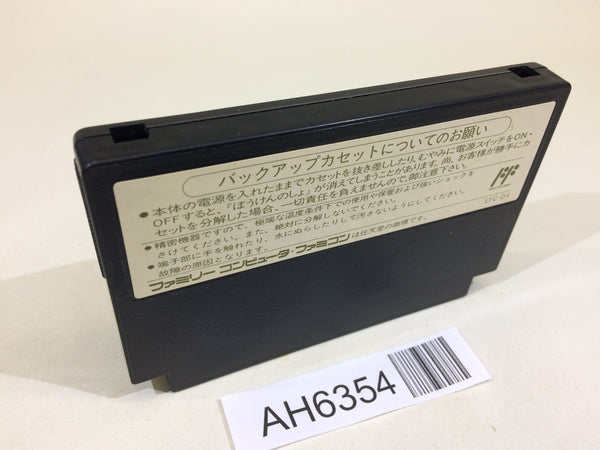 バックアップカセットについてのお願い
●本体の電源を入れたままでカセットを抜き差ししたり、むやみに電源スイッチをON・
OFFすると、『ぼうけんのしょ』が消えてしまうことがあります。尚、お客様が勝手にカ
セットを分解した場合、一切責任を負えませんので、御注意下さい。
●精密機器ですので、極端な温度条件下での使用や保管および強いショックを
さけてください。また、絶対に分解しないでください。
●端子部に手を触れたり、水にぬらしたりして汚さないようにしてください。
故障の原因となります。
ファミリー コンピュータ・ファミコンは任天堂の商標です。
EFC-D4
AH6354